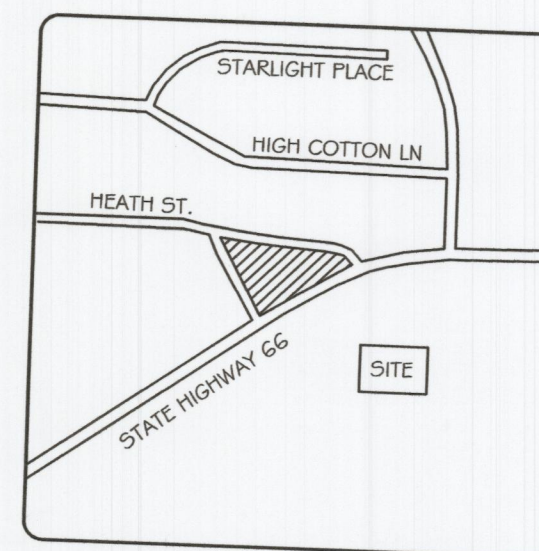 STARLIGHT PLACE
HIGH COTTON LN
HEATH ST.
STATE HIGHWAY 66
SITE